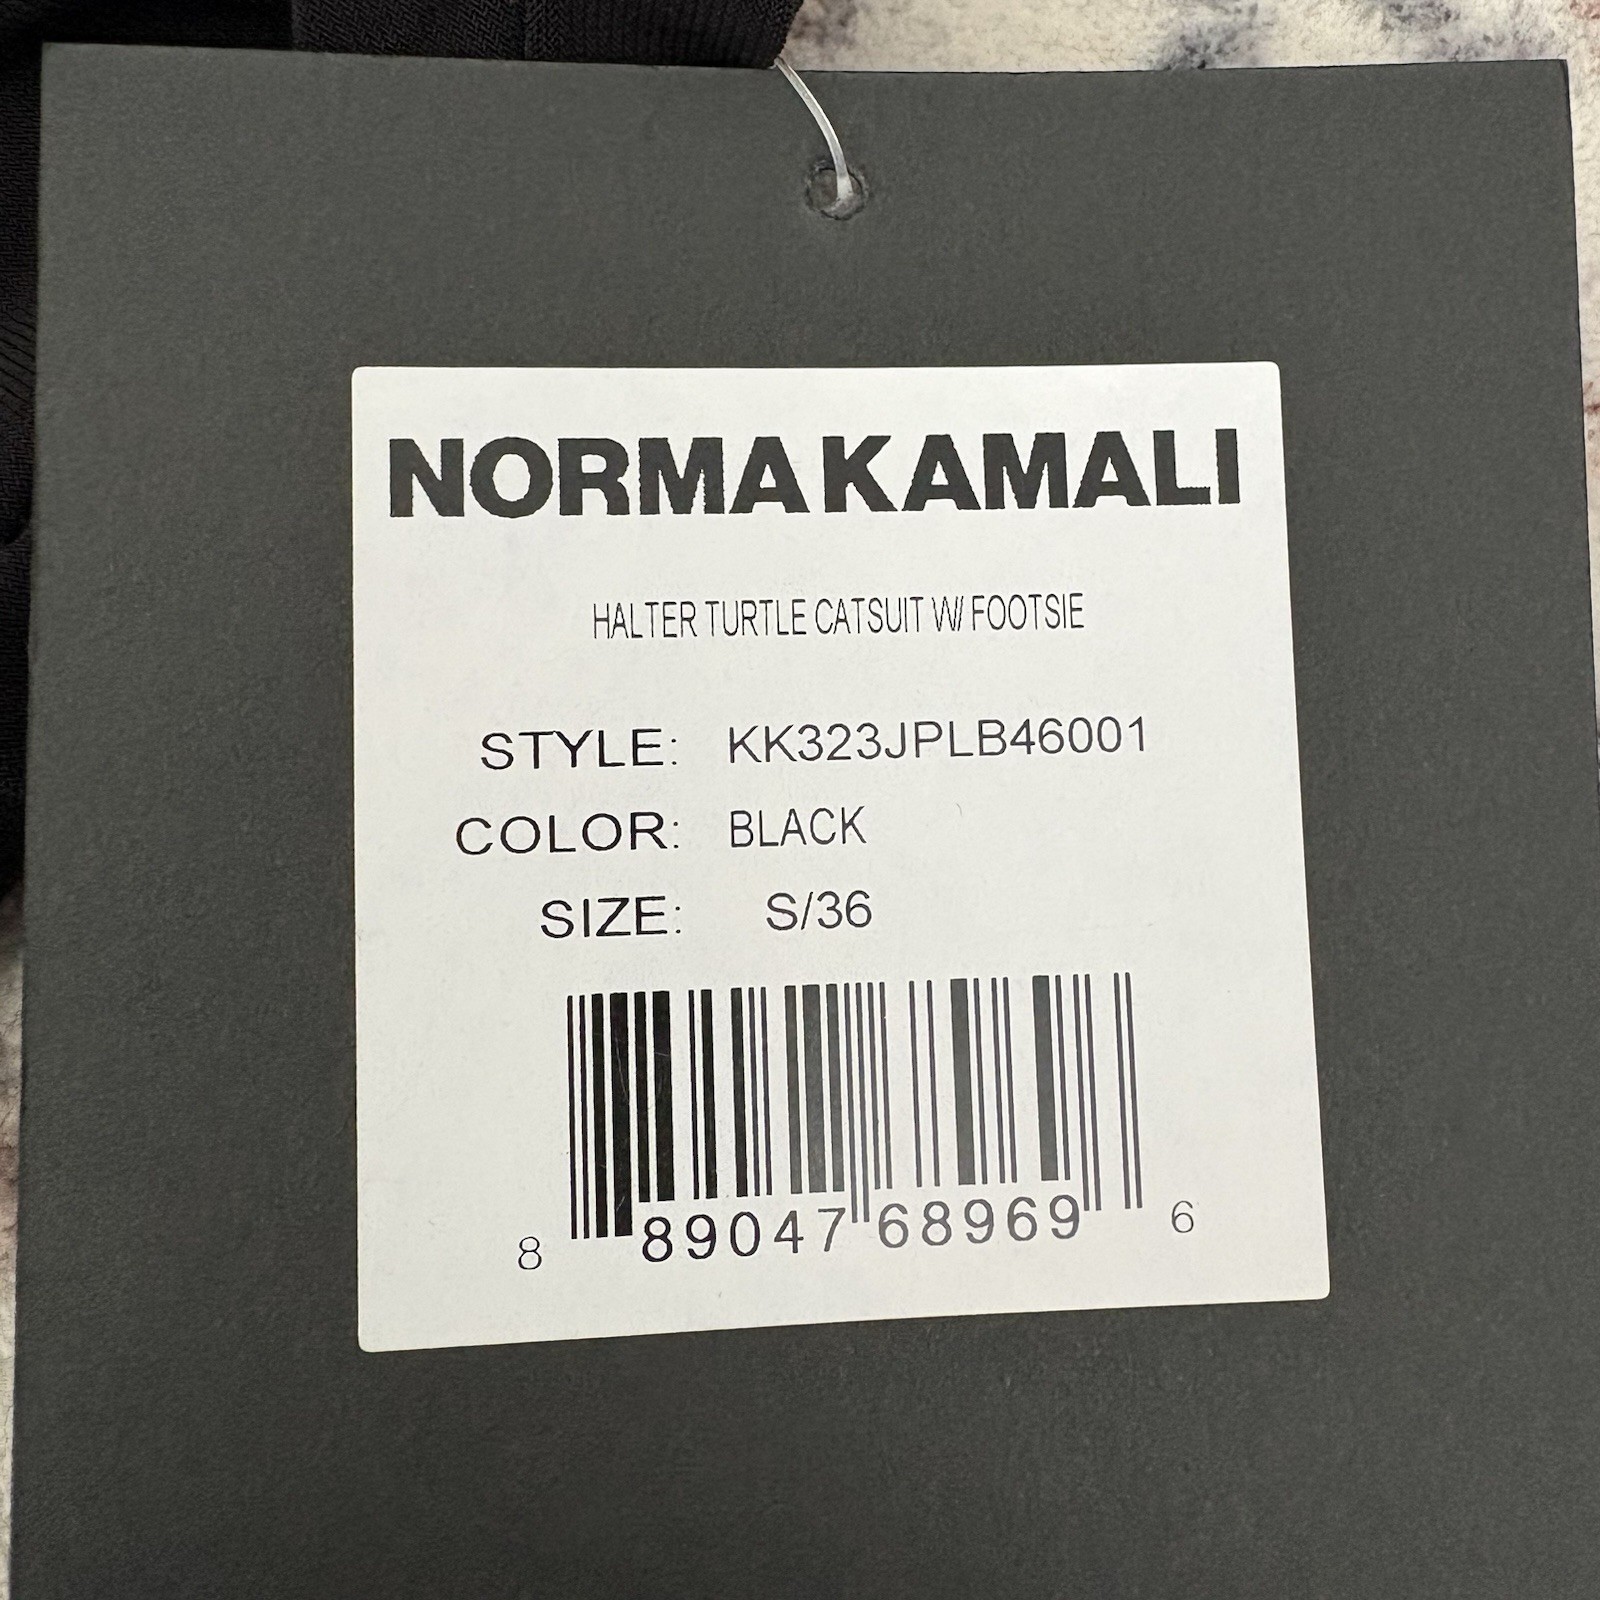 NORMA KAMALI
HALTER TURTLE CATSUIT W/ FOOTSIE
STYLE: KK323JPLB46001
COLOR: BLACK
SIZE: S/36
8 89047 68969 6